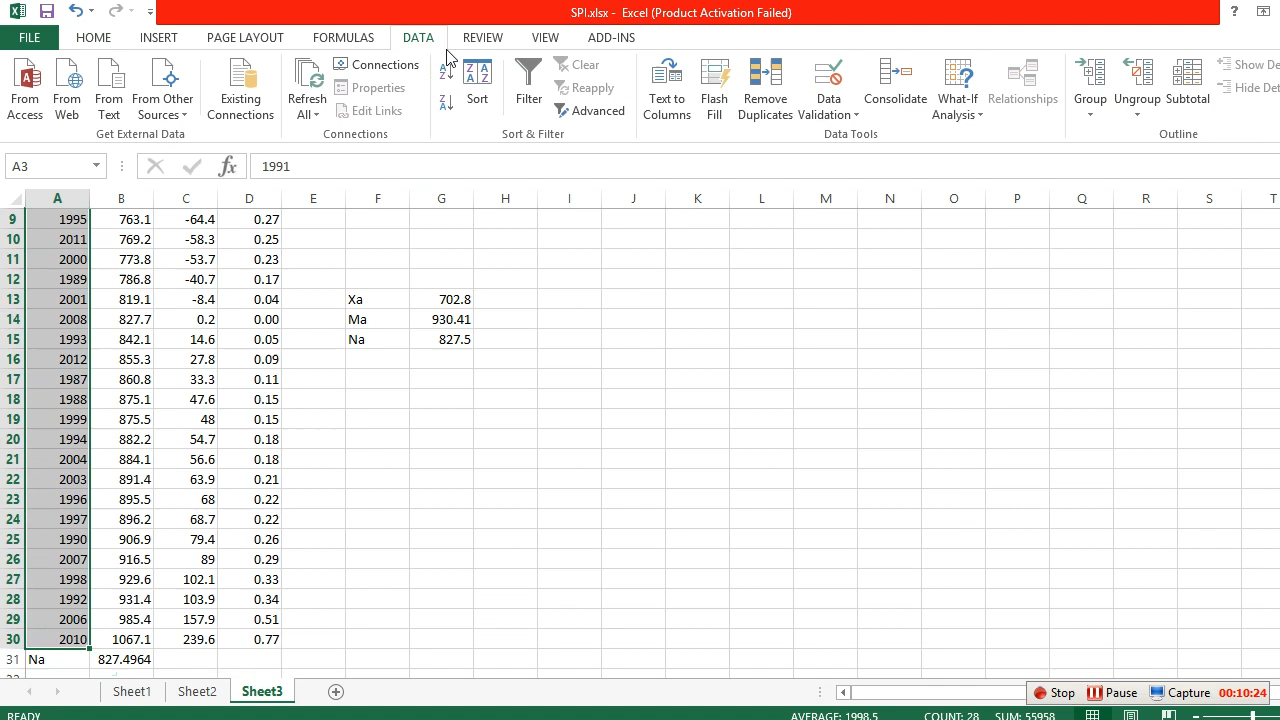 SPI.xlsx - Excel (Product Activation Failed)
FILE HOME INSERT PAGE LAYOUT FORMULAS DATA REVIEW VIEW ADD-INS
From Access
From Web
From Text
From Other Sources
Get External Data
Existing Connections
Refresh All
Connections
Properties
Edit Links
Connections
A Z
Z A
Z A A Z
Sort
Filter
Clear
Reapply
Advanced
Sort & Filter
Text to Columns
Flash Fill
Remove Duplicates
Data Validation
Consolidate
What-If Analysis
Relationships
Data Tools
Group
Ungroup
Subtotal
Show De
Hide Det
Outline
A3 fx 1991
A B C D E F G H I J K L M N O P Q R S T
9 1995 763.1 -64.4 0.27
10 2011 769.2 -58.3 0.25
11 2000 773.8 -53.7 0.23
12 1989 786.8 -40.7 0.17
13 2001 819.1 -8.4 0.04 Xa 702.8
14 2008 827.7 0.2 0.00 Ma 930.41
15 1993 842.1 14.6 0.05 Na 827.5
16 2012 855.3 27.8 0.09
17 1987 860.8 33.3 0.11
18 1988 875.1 47.6 0.15
19 1999 875.5 48 0.15
20 1994 882.2 54.7 0.18
21 2004 884.1 56.6 0.18
22 2003 891.4 63.9 0.21
23 1996 895.5 68 0.22
24 1997 896.2 68.7 0.22
25 1990 906.9 79.4 0.26
26 2007 916.5 89 0.29
27 1998 929.6 102.1 0.33
28 1992 931.4 103.9 0.34
29 2006 985.4 157.9 0.51
30 2010 1067.1 239.6 0.77
31 Na 827.4964
Sheet1 Sheet2 Sheet3
Stop Pause Capture 00:10:24
READY AVERAGE: 1998.5 COUNT: 28 SUM: 55958